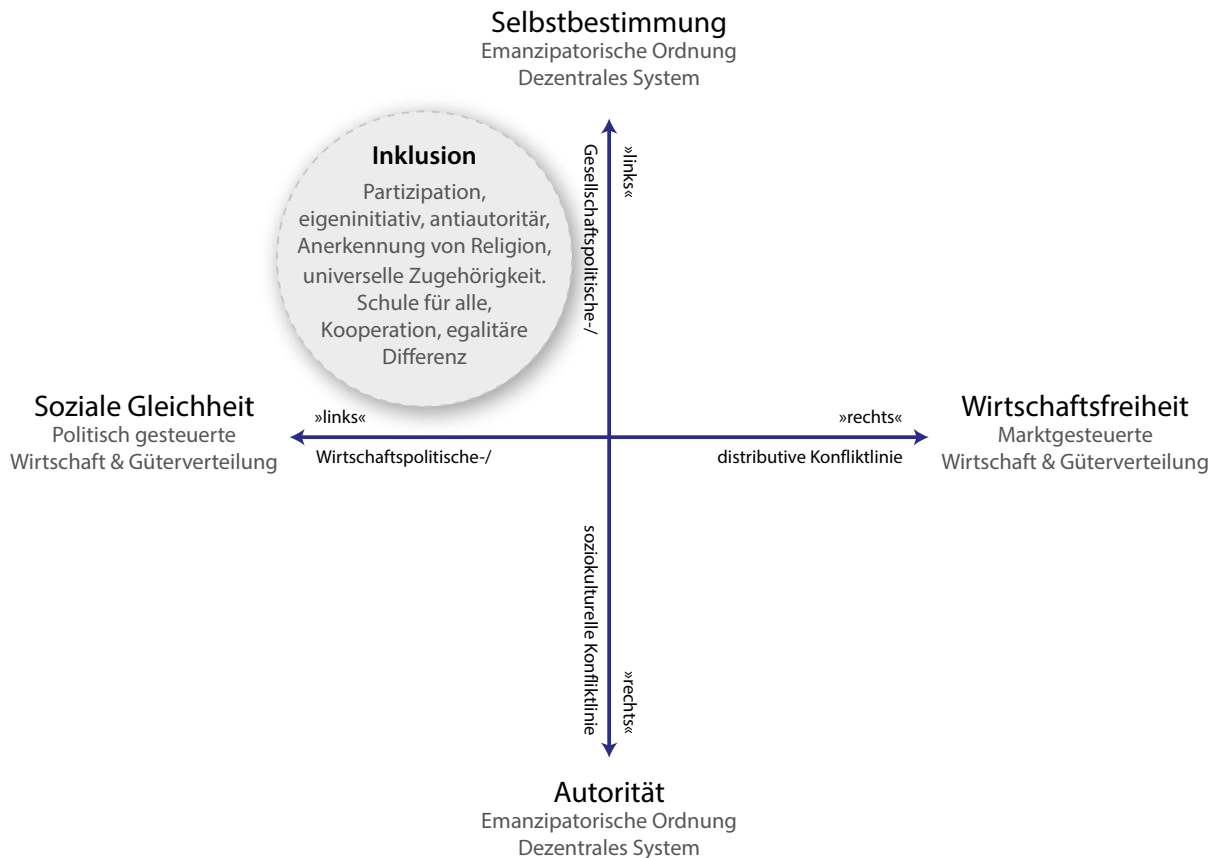 Selbstbestimmung
Emanzipatorische Ordnung
Dezentrales System
Inklusion
Partizipation,
eigeninitiativ, antiautoritär,
Anerkennung von Religion,
universelle Zugehörigkeit.
Schule für alle,
Kooperation, egalitäre
Differenz
»links«
Gesellschaftspolitische-/
Soziale Gleichheit
Politisch gesteuerte
Wirtschaft & Güterverteilung
»links«
Wirtschaftspolitische-/
»rechts«
distributive Konfliktlinie
Wirtschaftsfreiheit
Marktgesteuerte
Wirtschaft & Güterverteilung
soziokulturelle Konfliktlinie
»rechts«
Autorität
Emanzipatorische Ordnung
Dezentrales System